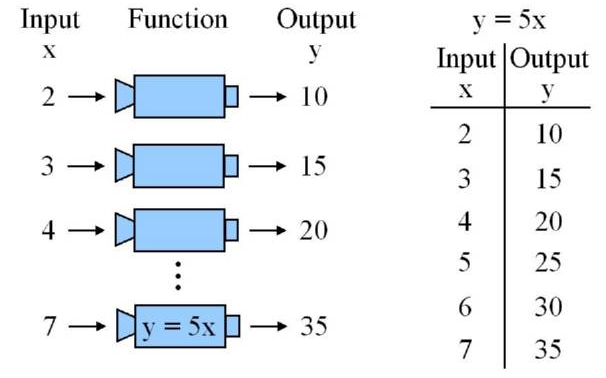 Input Function Output
x y
2 10
3 15
4 20
7 y = 5x 35
y = 5x
Input Output
x y
2 10
3 15
4 20
5 25
6 30
7 35